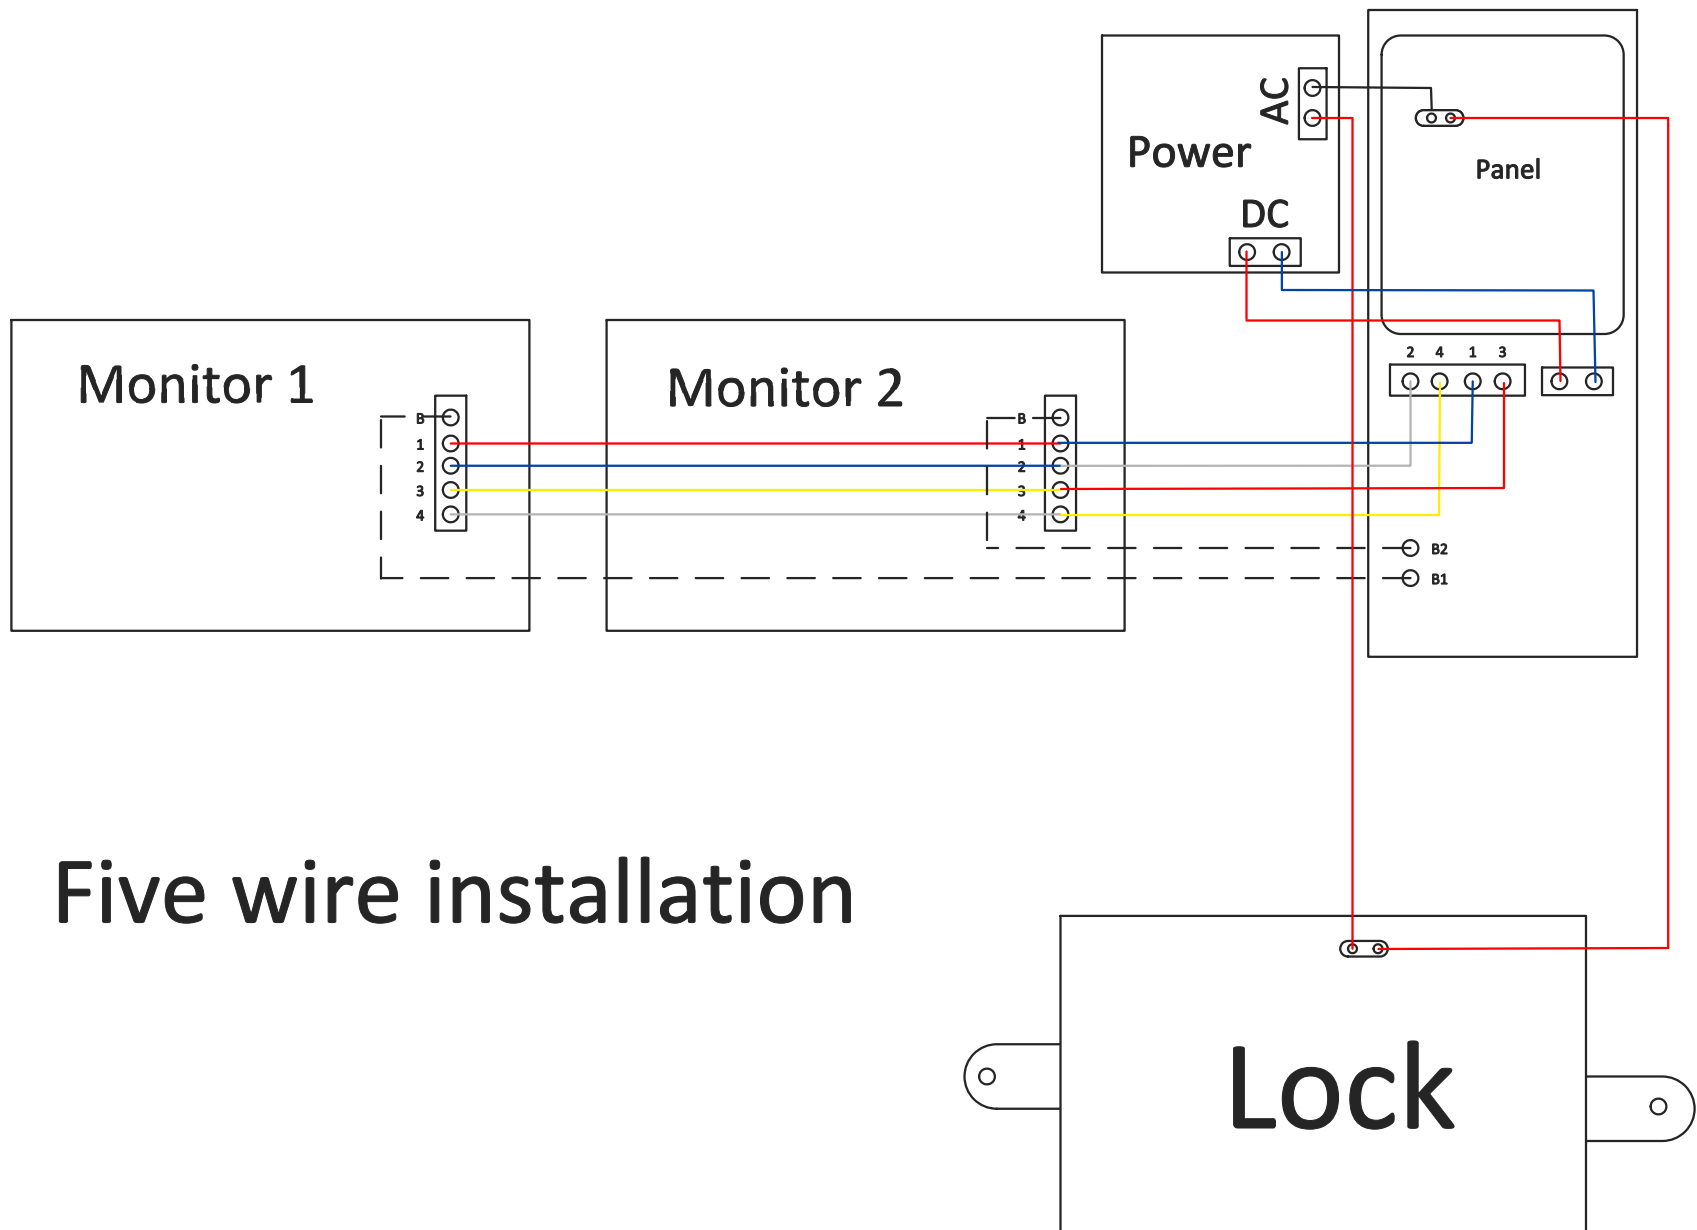 AC
Power
Panel
DC
2 4 1 3
Monitor 1
Monitor 2
B
1
2
3
4
B
1
2
3
4
B2
B1
Five wire installation
Lock